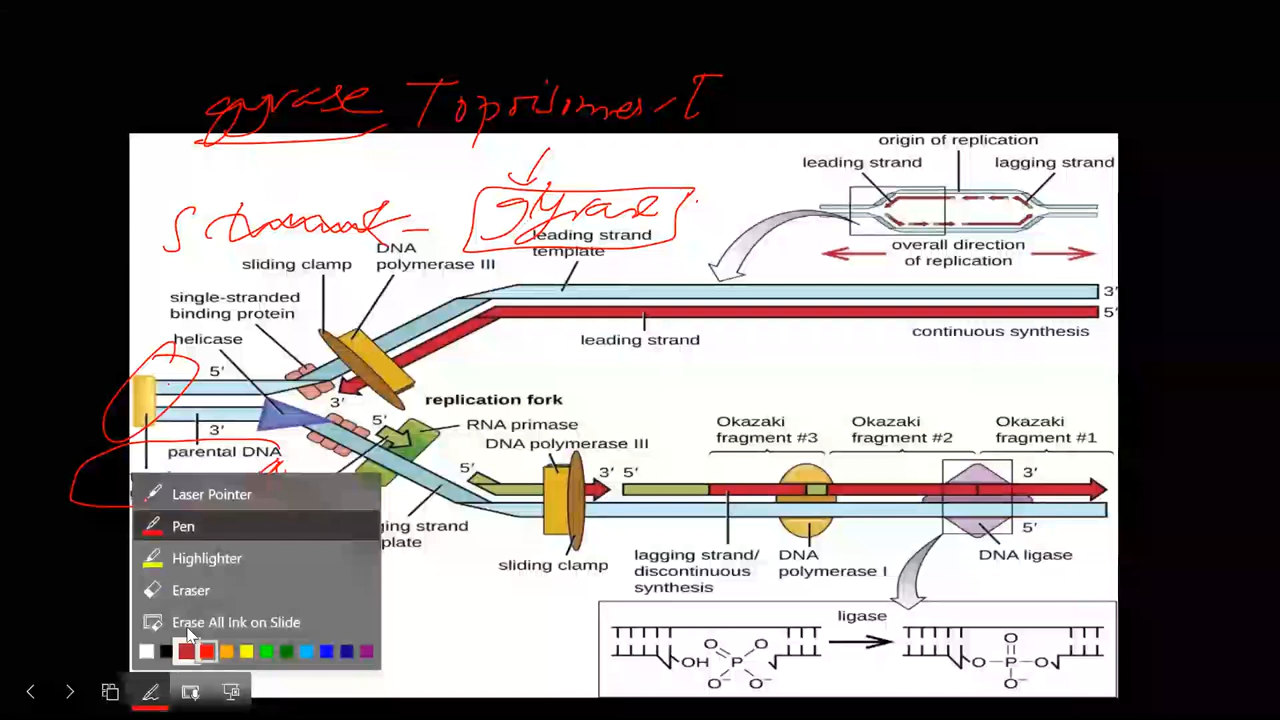 gyrase Toprisomer-I
origin of replication
leading strand
lagging strand
gyrase
overall direction
of replication
leading strand
template
DNA
polymerase III
sliding clamp
single-stranded
binding protein
helicase
3'
5'
leading strand
continuous synthesis
5'
3'
3'
parental DNA
replication fork
5'
RNA primase
DNA polymerase III
Okazaki
fragment #3
Okazaki
fragment #2
Okazaki
fragment #1
5'
3'
5'
3'
5'
ging strand
plate
sliding clamp
lagging strand/
discontinuous
synthesis
DNA
polymerase I
DNA ligase
ligase
OH
P
O
O
O⁻
O⁻
O
O
P
O
O⁻
Laser Pointer
Pen
Highlighter
Eraser
Erase All Ink on Slide